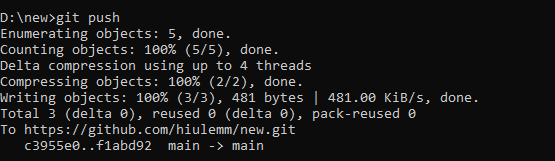 D:\new>git push
Enumerating objects: 5, done.
Counting objects: 100% (5/5), done.
Delta compression using up to 4 threads
Compressing objects: 100% (2/2), done.
Writing objects: 100% (3/3), 481 bytes | 481.00 KiB/s, done.
Total 3 (delta 0), reused 0 (delta 0), pack-reused 0
To https://github.com/hiulemm/new.git
   c3955e0..f1abd92  main -> main